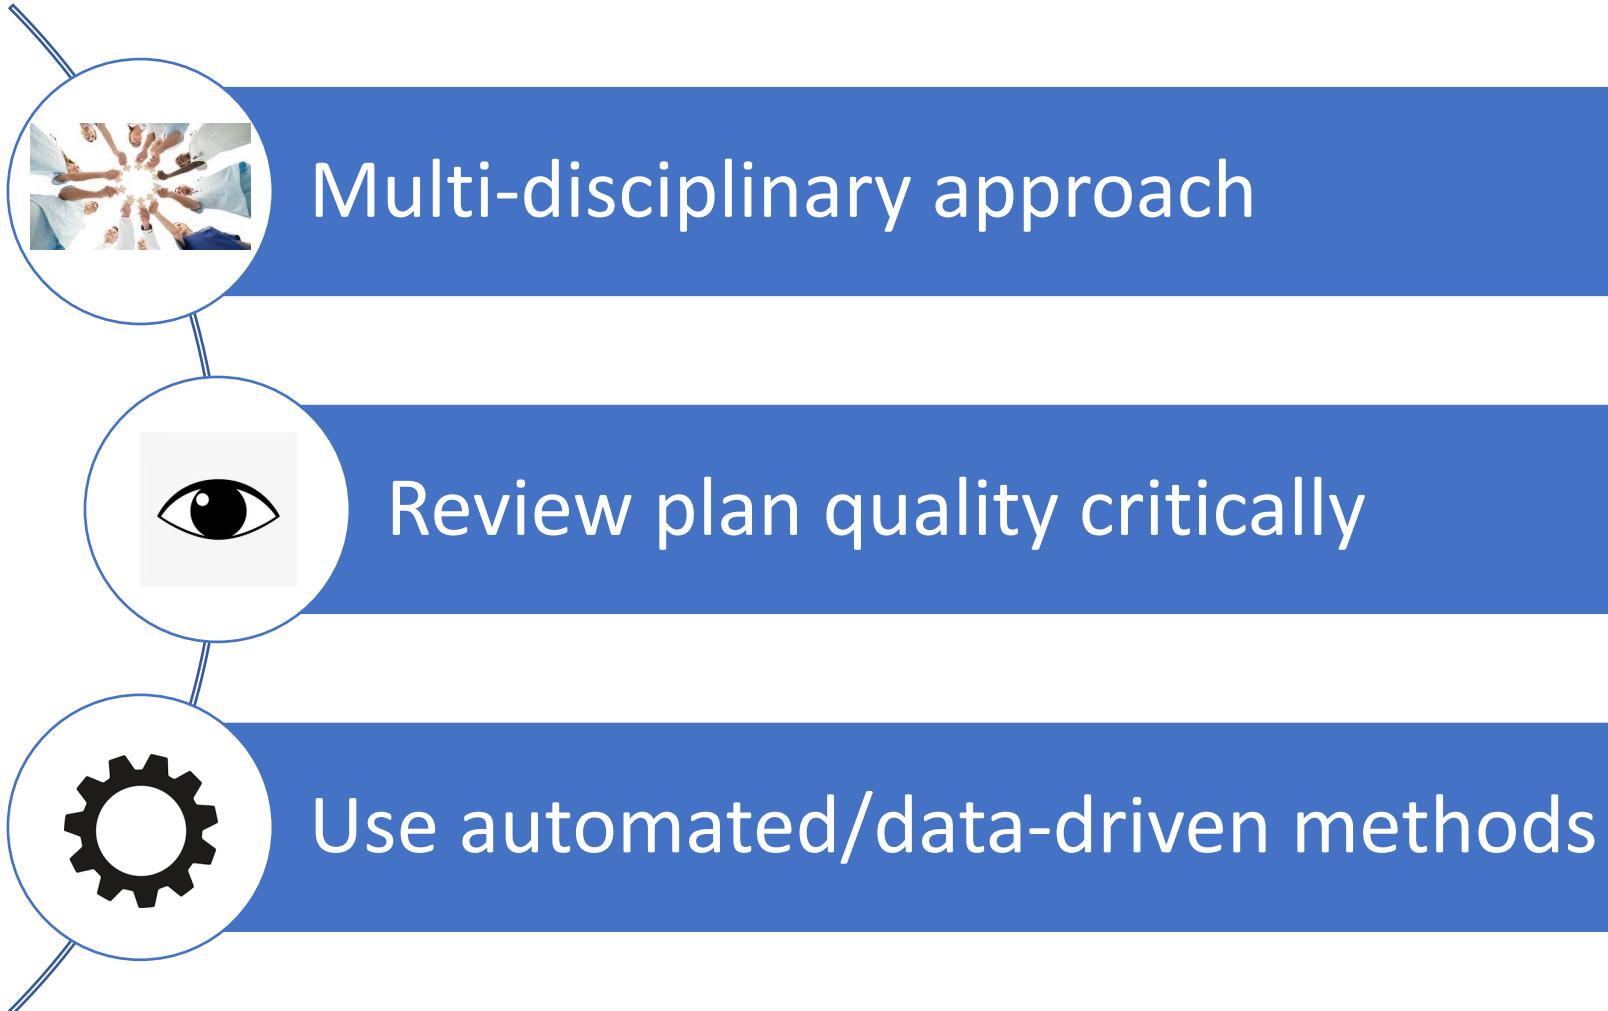 Multi-disciplinary approach
Review plan quality critically
Use automated/data-driven methods